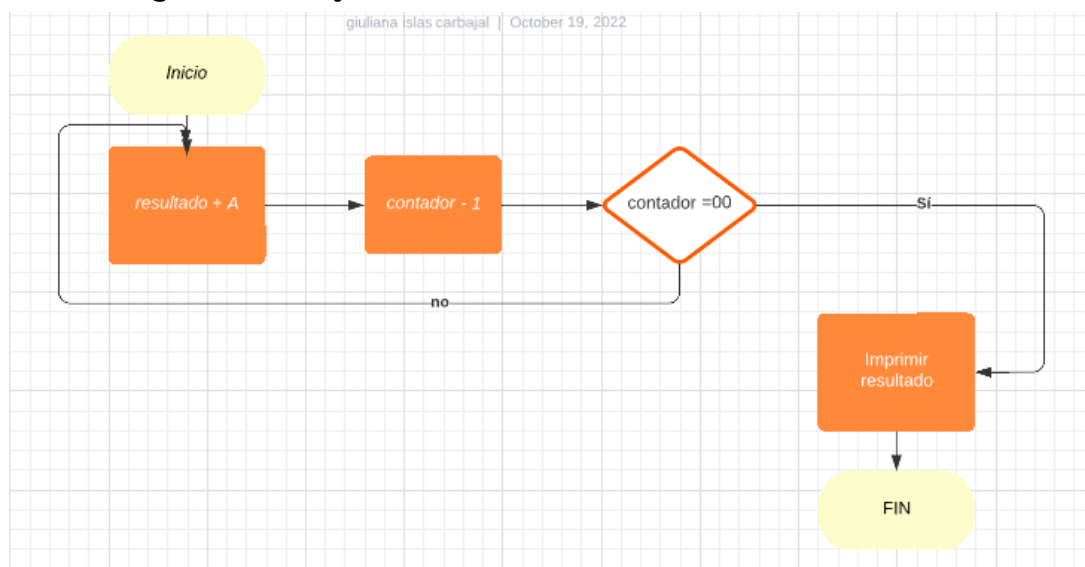 giuliana islas carbajal | October 19, 2022
Inicio
resultado + A
contador - 1
contador =00
Sí
no
Imprimir
resultado
FIN